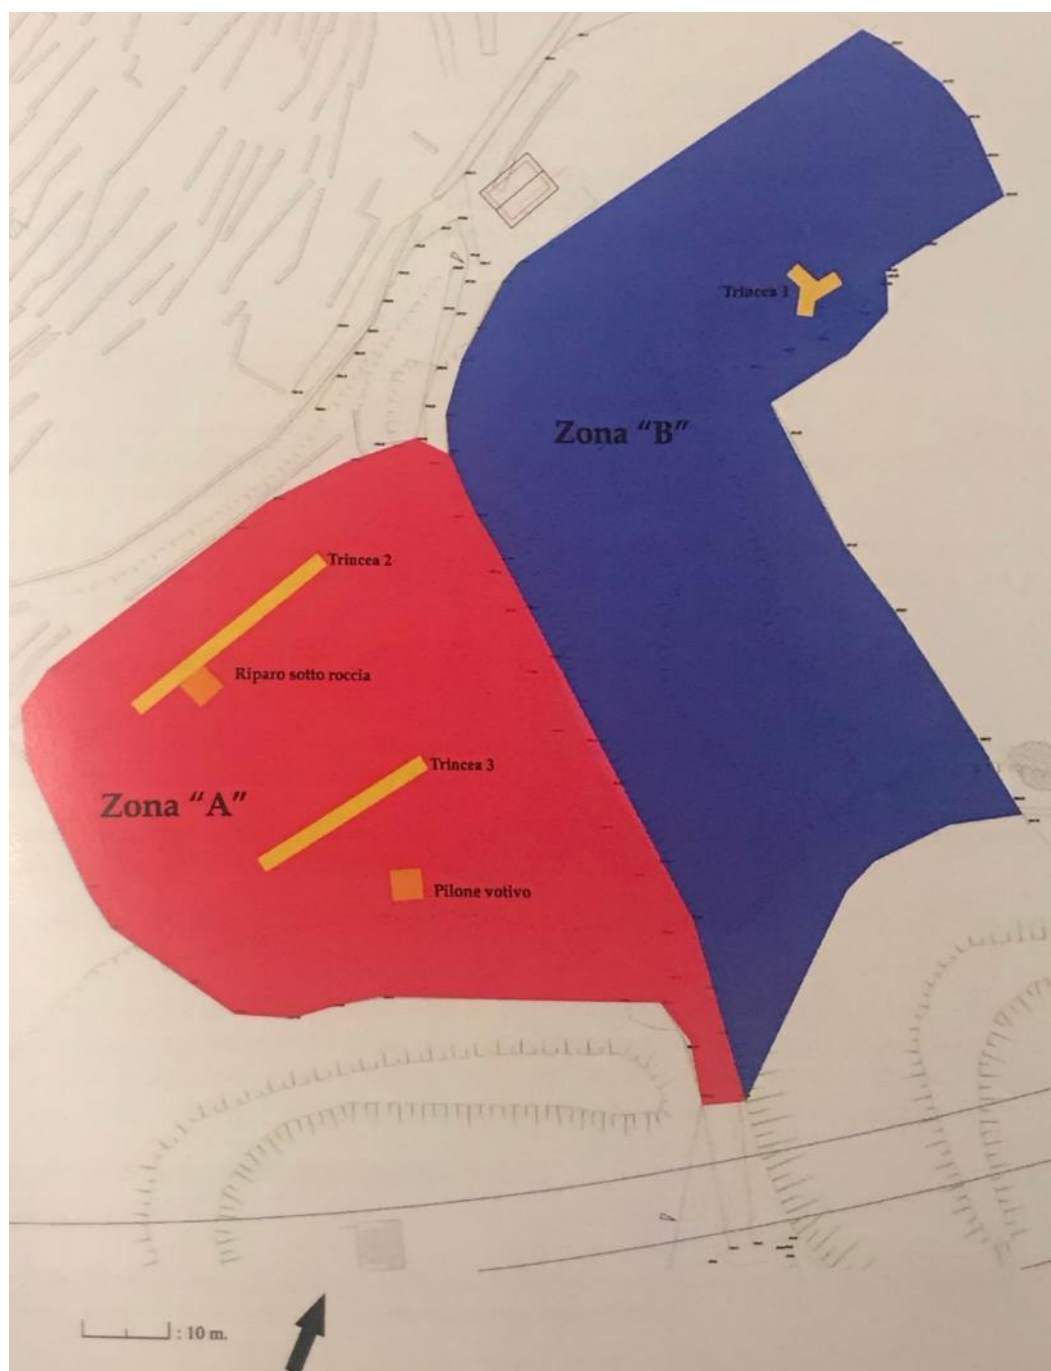 Trincea 1
Zona "B"
Trincea 2
Riparo sotto roccia
Trincea 3
Zona "A"
Pilone votivo
: 10 m.